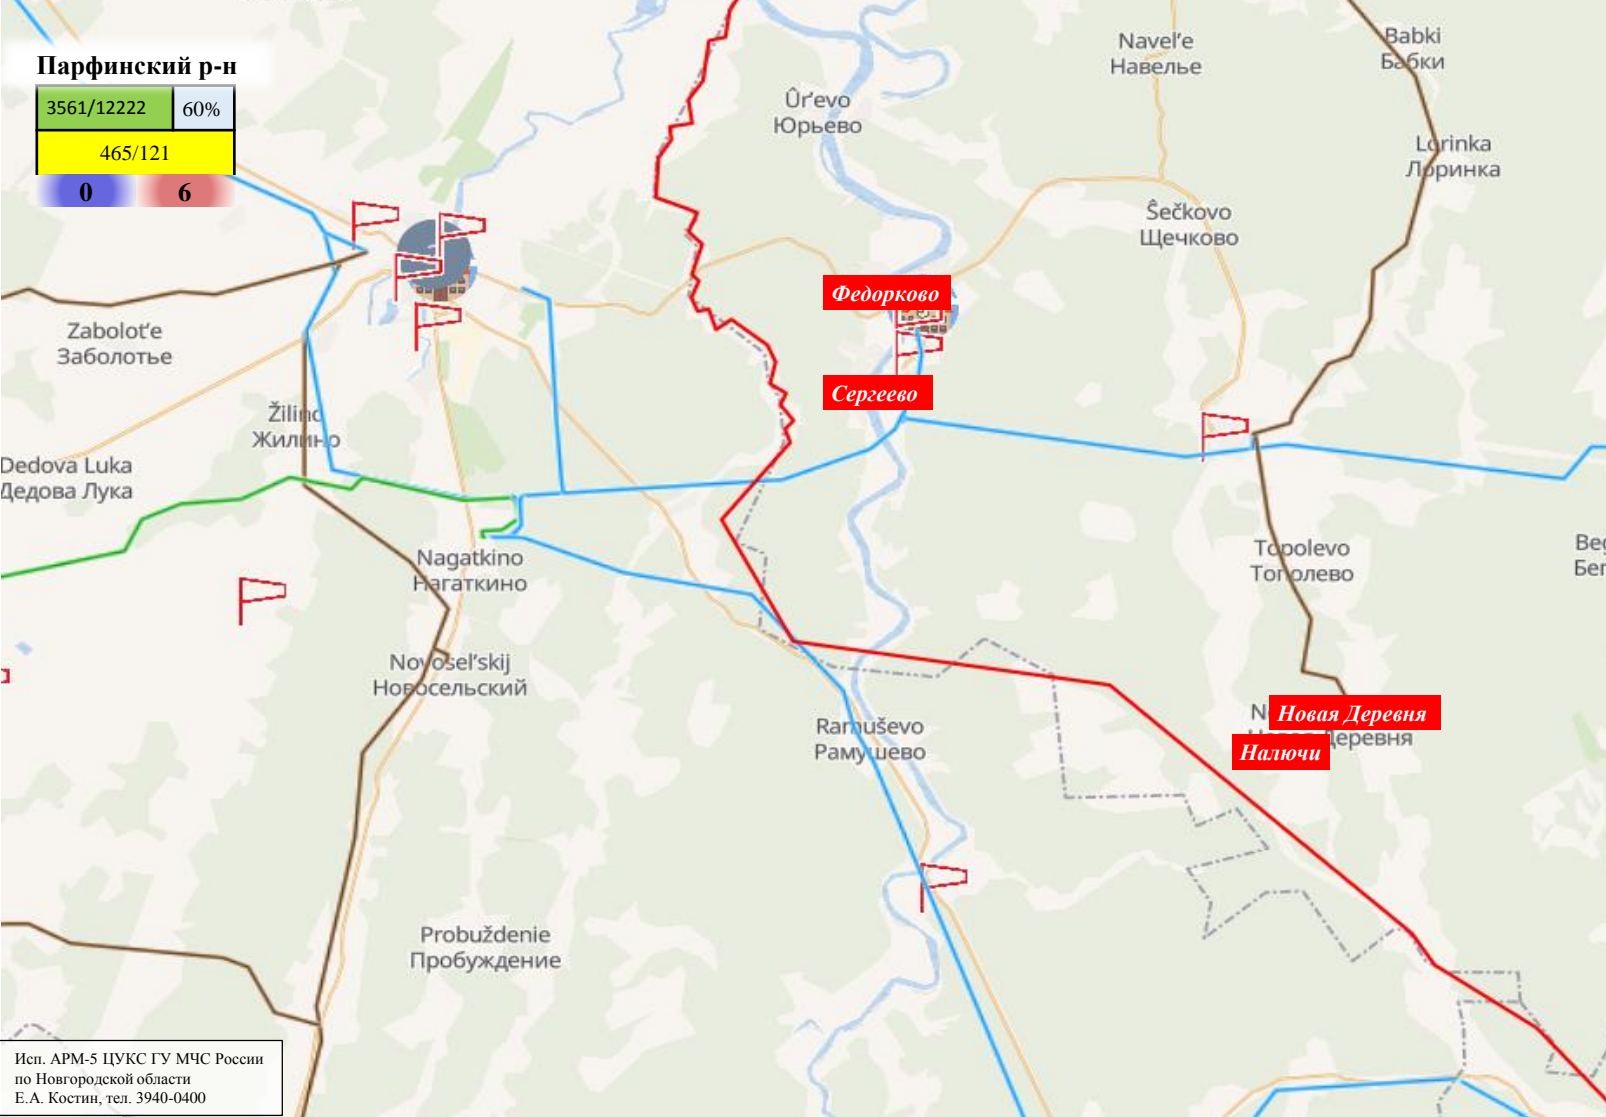 Парфинский р-н
3561/12222 60%
465/121
0 6
Navel'e
Навелье
Babki
Бабки
Ûr'evo
Юрьево
Lorinka
Лоринка
Ŝečkovo
Щечково
Федорково
Zabolot'e
Заболотье
Сергеево
Žilino
Жилино
Dedova Luka
Дедова Лука
Nagatkino
Нагаткино
Topolevo
Тополево
Novosel'skij
Новосельский
Новая Деревня
Ramuševo
Рамушево
Деревня
Налючи
Probuždenie
Пробуждение
Исп. АРМ-5 ЦУКС ГУ МЧС России
по Новгородской области
Е.А. Костин, тел. 3940-0400